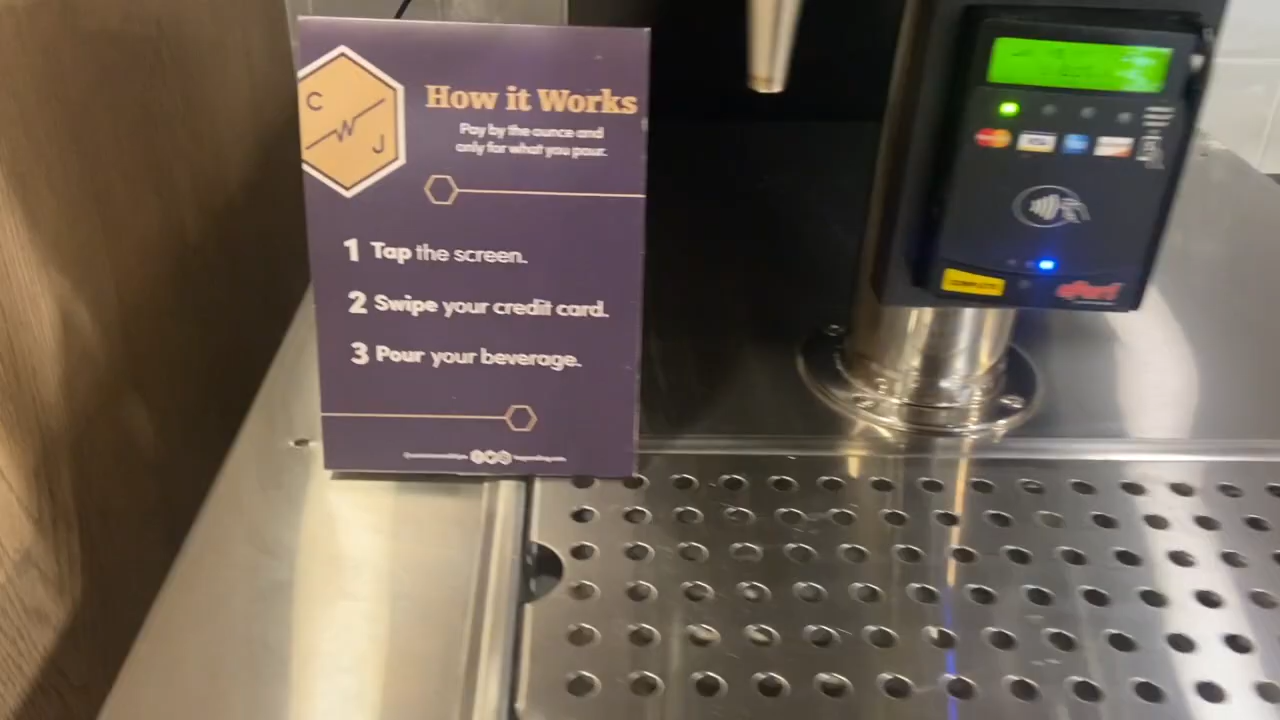 C
W
J
How it Works
Pay by the ounce and
only for what you pour.
1 Tap the screen.
2 Swipe your credit card.
3 Pour your beverage.
VISA